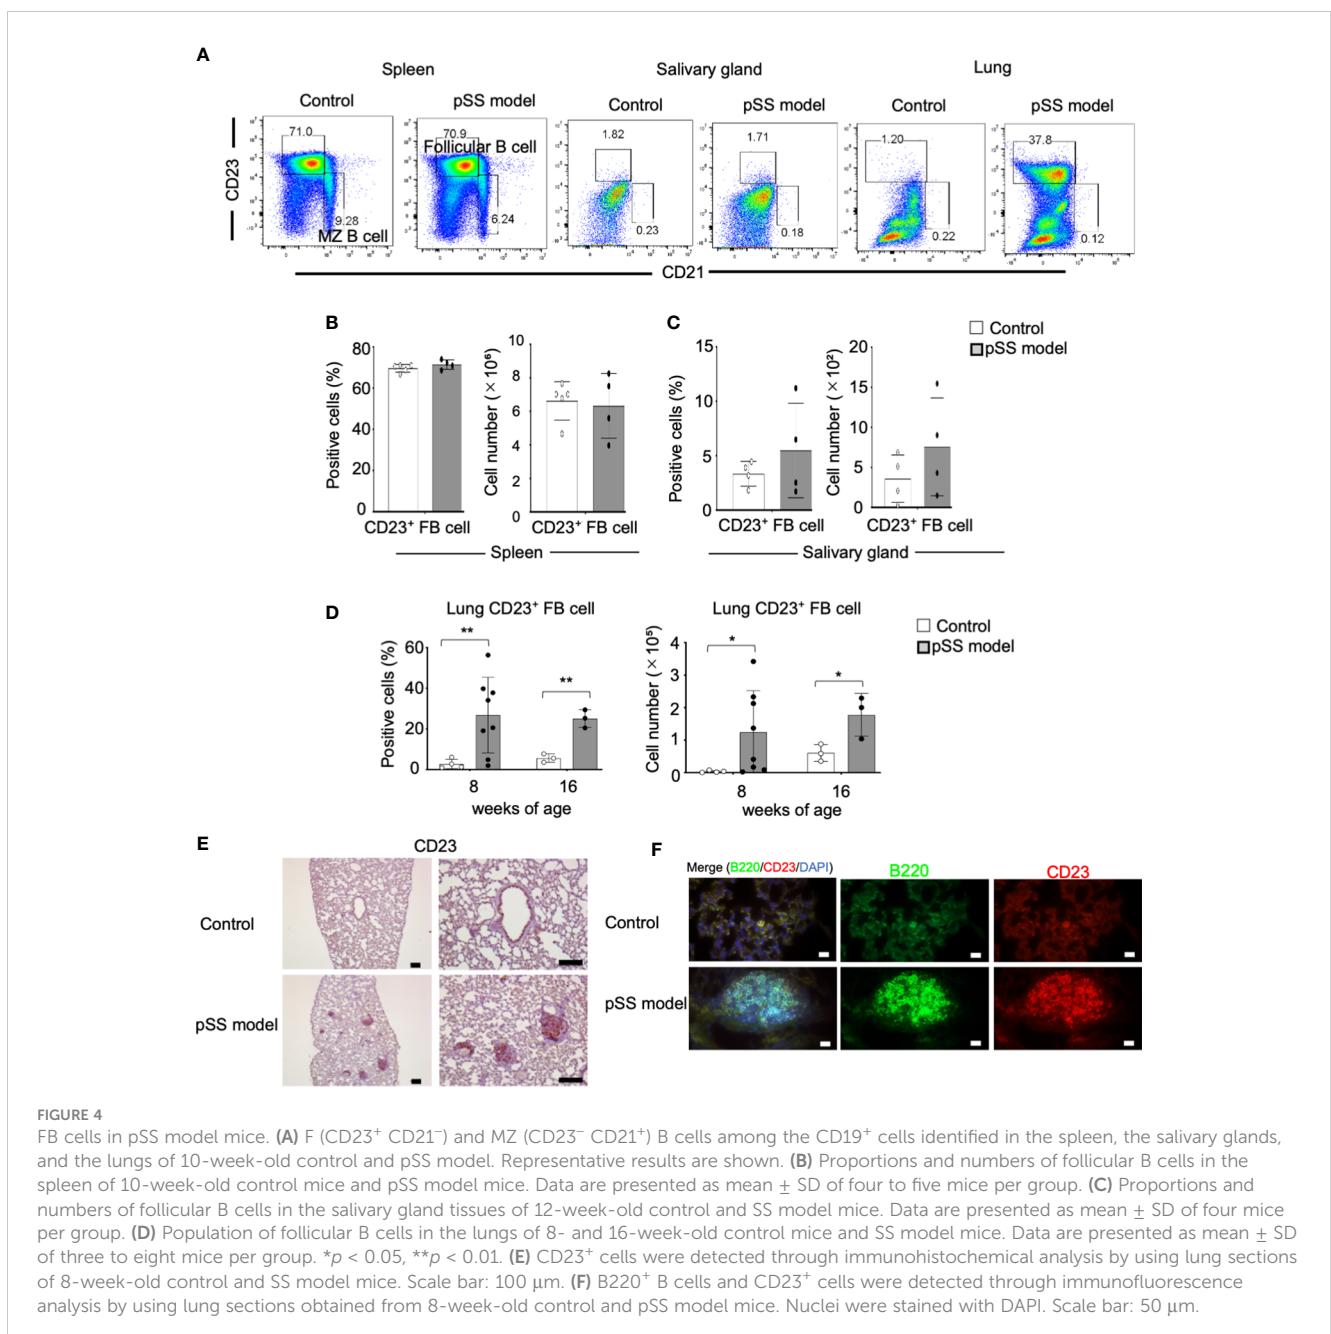 A
Spleen
Salivary gland
Lung
Control
pSS model
Control
pSS model
Control
pSS model
CD23
71.0
9.28
MZ B cell
70.9
Follicular B cell
6.24
1.82
0.23
1.71
0.18
1.20
0.22
37.8
0.12
CD21
B
Positive cells (%)
80
60
40
20
0
CD23⁺ FB cell
Cell number (×10⁶)
10
8
6
4
2
0
CD23⁺ FB cell
Spleen
C
Positive cells (%)
15
10
5
0
CD23⁺ FB cell
Cell number (×10²)
20
15
10
5
0
CD23⁺ FB cell
Salivary gland
Control
pSS model
D
Lung CD23⁺ FB cell
Positive cells (%)
60
40
20
0
**
**
8
16
weeks of age
Lung CD23⁺ FB cell
Cell number (×10⁵)
4
3
2
1
0
*
*
8
16
weeks of age
Control
pSS model
E
CD23
Control
pSS model
F
Merge (B220/CD23/DAPI)
B220
CD23
Control
pSS model
FIGURE 4
FB cells in pSS model mice. (A) F (CD23⁺ CD21⁻) and MZ (CD23⁻ CD21⁺) B cells among the CD19⁺ cells identified in the spleen, the salivary glands,
and the lungs of 10-week-old control and pSS model. Representative results are shown. (B) Proportions and numbers of follicular B cells in the
spleen of 10-week-old control mice and pSS model mice. Data are presented as mean ± SD of four to five mice per group. (C) Proportions and
numbers of follicular B cells in the salivary gland tissues of 12-week-old control and SS model mice. Data are presented as mean ± SD of four mice
per group. (D) Population of follicular B cells in the lungs of 8- and 16-week-old control mice and SS model mice. Data are presented as mean ± SD
of three to eight mice per group. *p < 0.05, **p < 0.01. (E) CD23⁺ cells were detected through immunohistochemical analysis by using lung sections
of 8-week-old control and SS model mice. Scale bar: 100 μm. (F) B220⁺ B cells and CD23⁺ cells were detected through immunofluorescence
analysis by using lung sections obtained from 8-week-old control and pSS model mice. Nuclei were stained with DAPI. Scale bar: 50 μm.